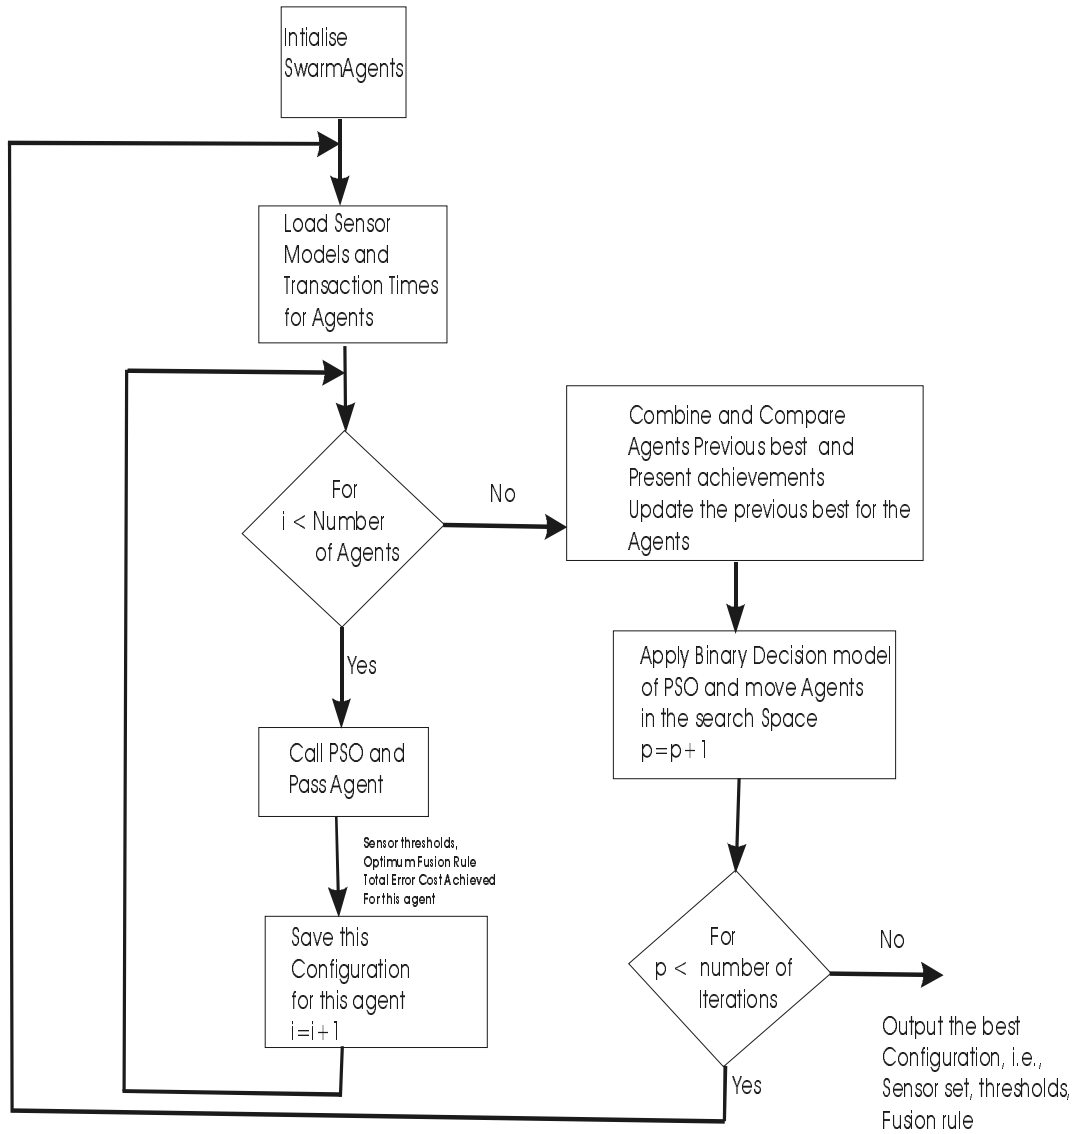 Intialise
SwarmAgents
Load Sensor
Models and
Transaction Times
for Agents
For
i < Number
of Agents
No
Yes
Call PSO and
Pass Agent
Sensor thresholds,
Optimum Fusion Rule
Total Error Cost Achieved
For this agent
Save this
Configuration
for this agent
i=i+1
Combine and Compare
Agents Previous best and
Present achievements
Update the previous best for the
Agents
Apply Binary Decision model
of PSO and move Agents
in the search Space
p=p+1
For
p < number of
Iterations
No
Yes
Output the best
Configuration, i.e.,
Sensor set, thresholds,
Fusion rule